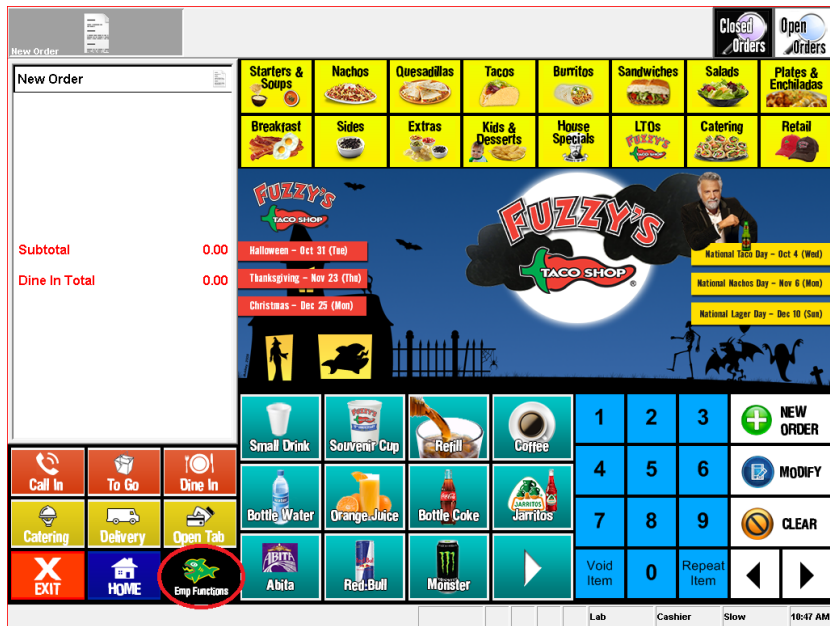 New Order
Closed Orders
Open Orders
New Order
Subtotal 0.00
Dine In Total 0.00
Starters & Soups
Nachos
Quesadillas
Tacos
Burritos
Sandwiches
Salads
Plates & Enchiladas
Breakfast
Sides
Extras
Kids & Desserts
House Specials
LTOs
FUZZY'S
Catering
Retail
FUZZY'S
TACO SHOP
FUZZY'S
TACO SHOP
Halloween - Oct 31 (Tue)
Thanksgiving - Nov 23 (Thu)
Christmas - Dec 25 (Mon)
National Taco Day - Oct 4 (Wed)
National Nachos Day - Nov 6 (Mon)
National Lager Day - Dec 10 (Sun)
Small Drink
Souvenir Cup
Refill
Coffee
Bottle Water
Orange Juice
Bottle Coke
JARRITOS
Jarritos
ABITA
Abita
Red Bull
Monster
1 2 3
4 5 6
7 8 9
Void Item
0
Repeat Item
NEW ORDER
MODIFY
CLEAR
Call In
To Go
Dine In
Catering
Delivery
Open Tab
X
EXIT
HOME
Emp Functions
Lab
Cashier
Slow
10:47 AM